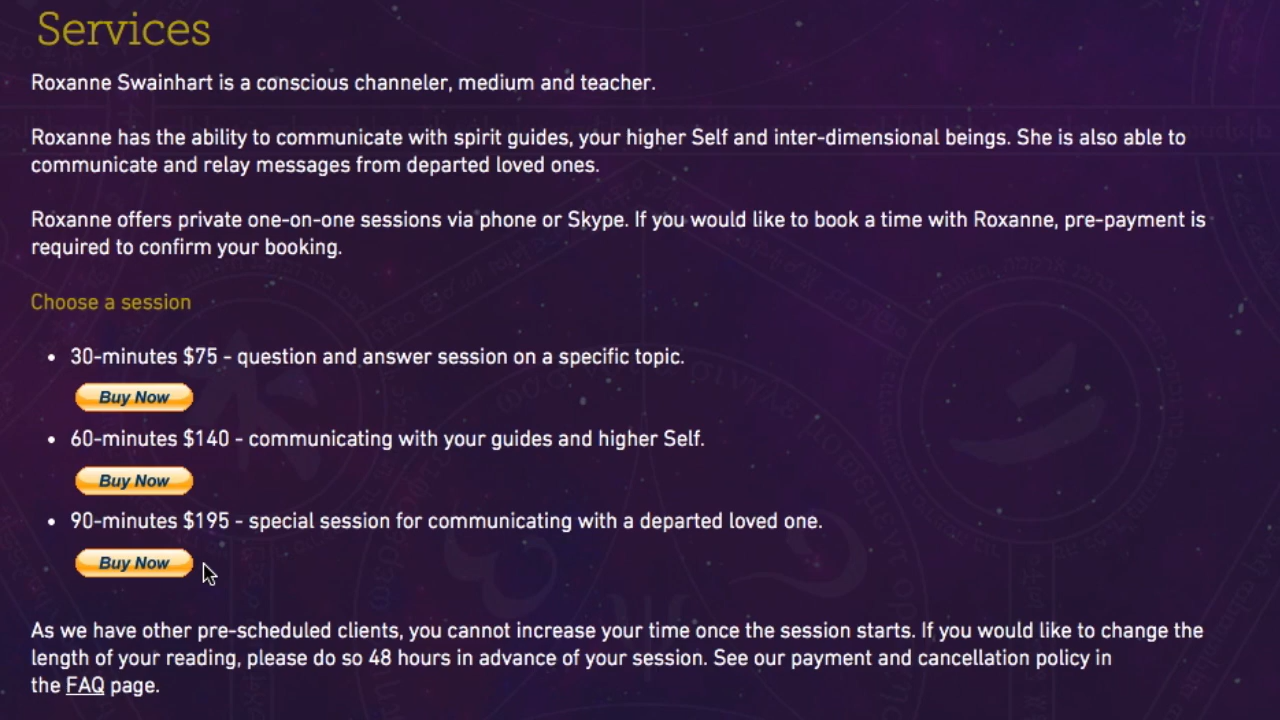 Services
Roxanne Swainhart is a conscious channeler, medium and teacher.
Roxanne has the ability to communicate with spirit guides, your higher Self and inter-dimensional beings. She is also able to
communicate and relay messages from departed loved ones.
Roxanne offers private one-on-one sessions via phone or Skype. If you would like to book a time with Roxanne, pre-payment is
required to confirm your booking.
Choose a session
• 30-minutes $75 - question and answer session on a specific topic.
Buy Now
• 60-minutes $140 - communicating with your guides and higher Self.
Buy Now
• 90-minutes $195 - special session for communicating with a departed loved one.
Buy Now
As we have other pre-scheduled clients, you cannot increase your time once the session starts. If you would like to change the
length of your reading, please do so 48 hours in advance of your session. See our payment and cancellation policy in
the FAQ page.